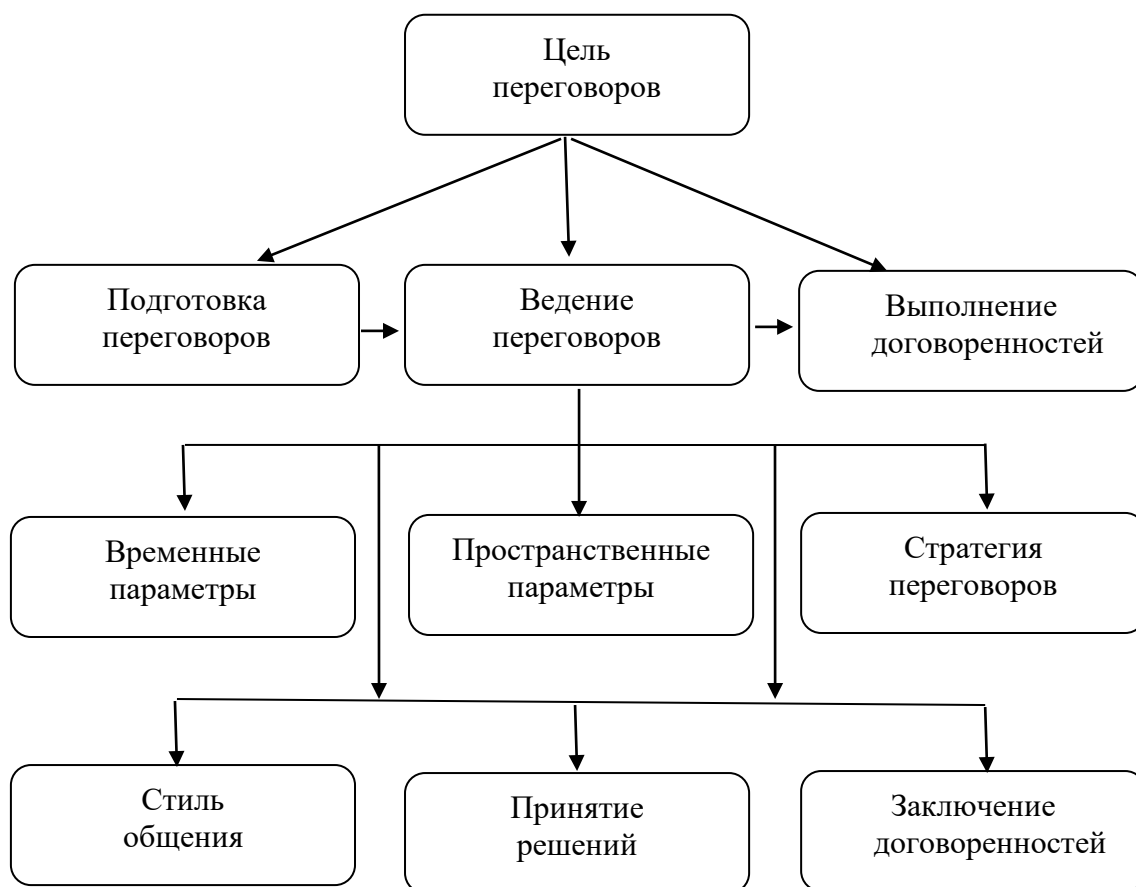 Цель
переговоров
Подготовка
переговоров
Ведение
переговоров
Выполнение
договоренностей
Временные
параметры
Пространственные
параметры
Стратегия
переговоров
Стиль
общения
Принятие
решений
Заключение
договоренностей